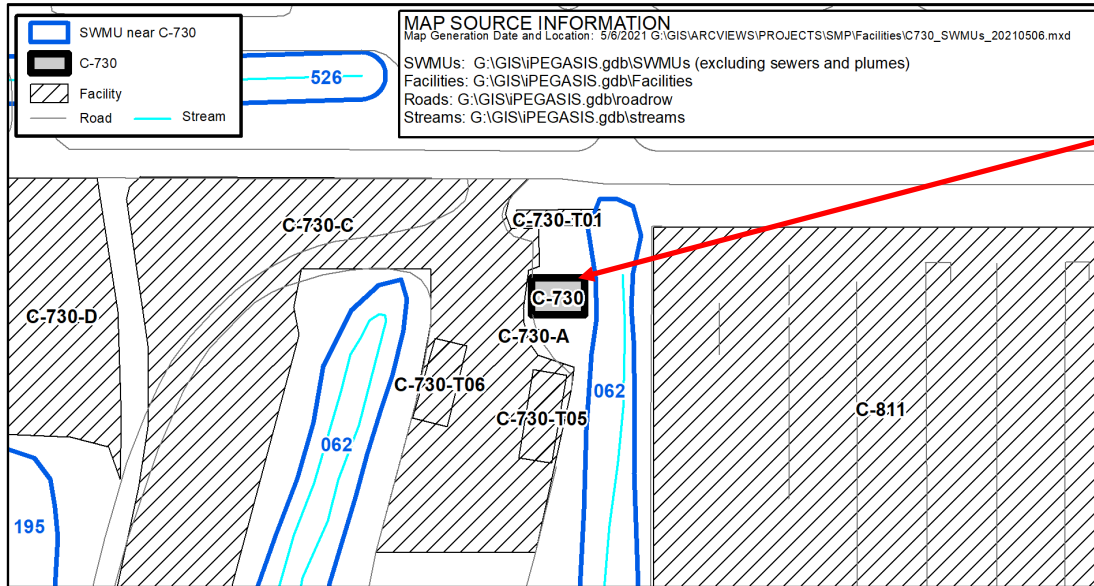 SWMU near C-730
C-730
Facility
Road
Stream
MAP SOURCE INFORMATION
Map Generation Date and Location: 5/6/2021 G:\GIS\ARCVIEWS\PROJECTS\SMP\Facilities\C730_SWMUs_20210506.mxd
SWMUs: G:\GIS\iPEGASIS.gdb\SWMUs (excluding sewers and plumes)
Facilities: G:\GIS\iPEGASIS.gdb\Facilities
Roads: G:\GIS\iPEGASIS.gdb\roadrow
Streams: G:\GIS\iPEGASIS.gdb\streams
526
C-730-C
C-730-T01
C-730
C-730-D
C-730-A
C-730-T06
062
C-730-T05
C-811
062
195